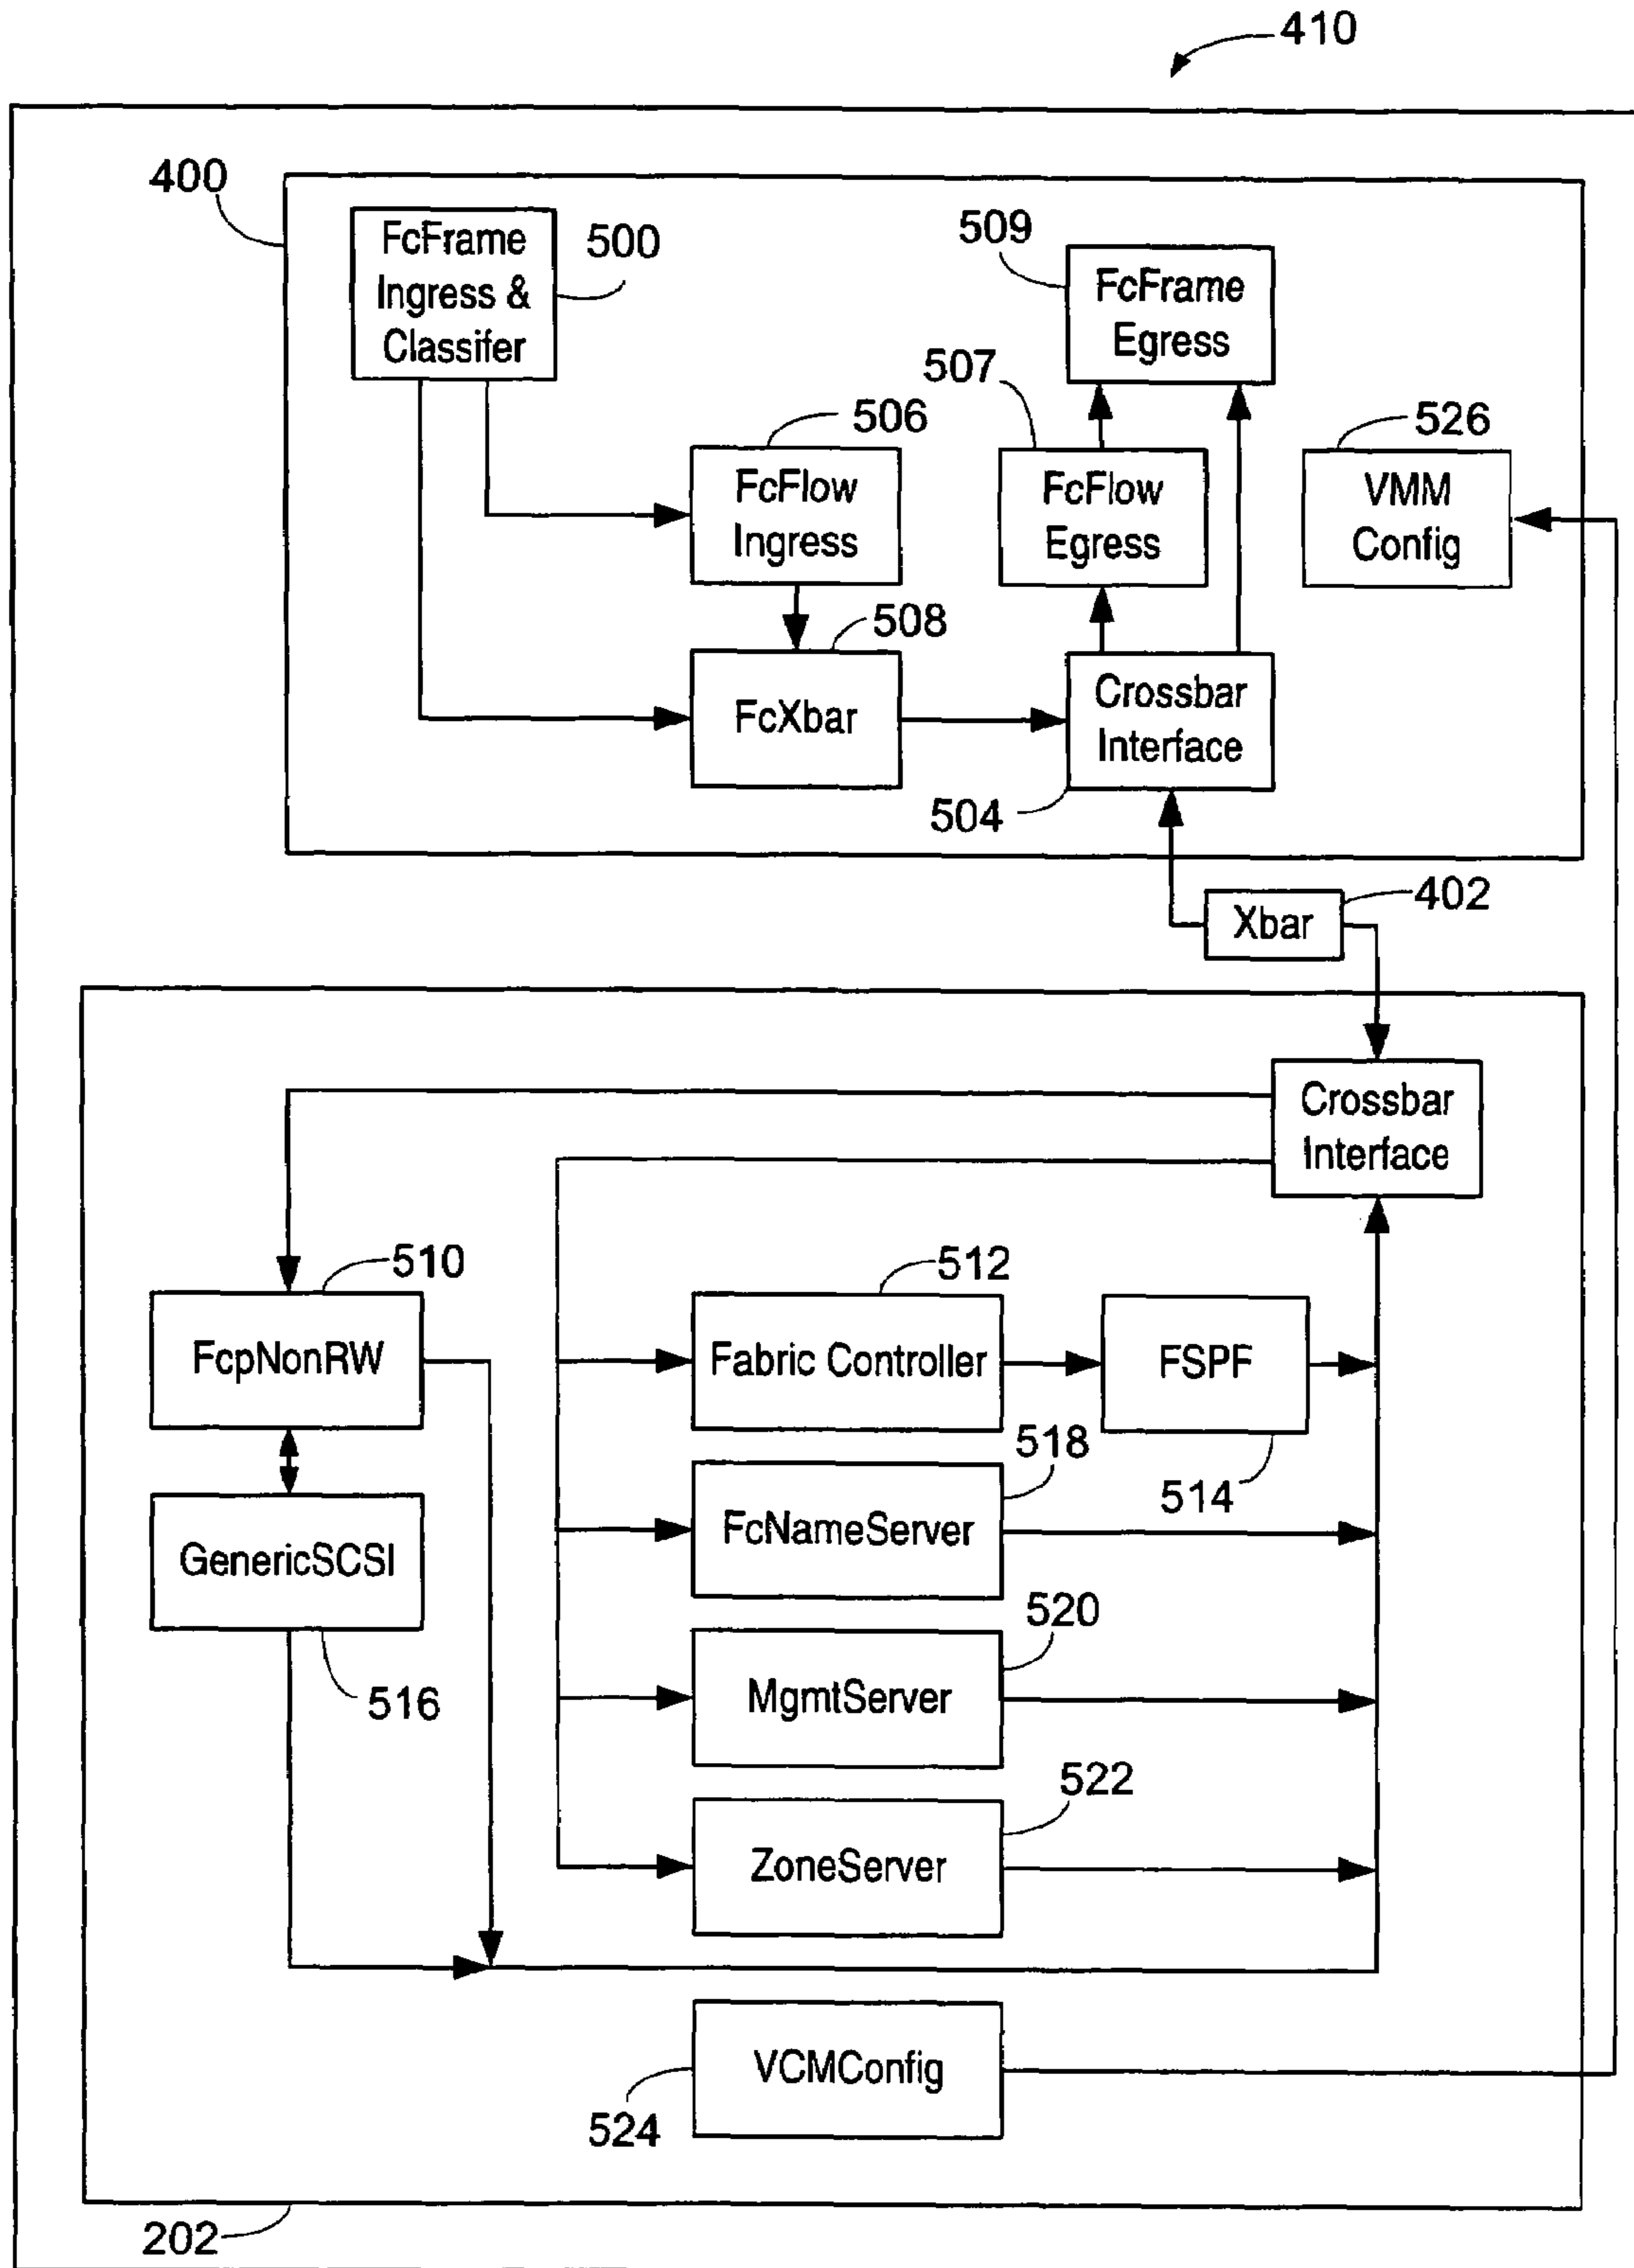 410
400
FcFrame
Ingress &
Classifer
500
509
FcFrame
Egress
507
506
526
FcFlow
Ingress
FcFlow
Egress
VMM
Config
508
FcXbar
Crossbar
Interface
504
Xbar
402
Crossbar
Interface
510
FcpNonRW
512
Fabric Controller
FSPF
514
518
FcNameServer
GenericSCSI
516
520
MgmtServer
522
ZoneServer
VCMConfig
524
202